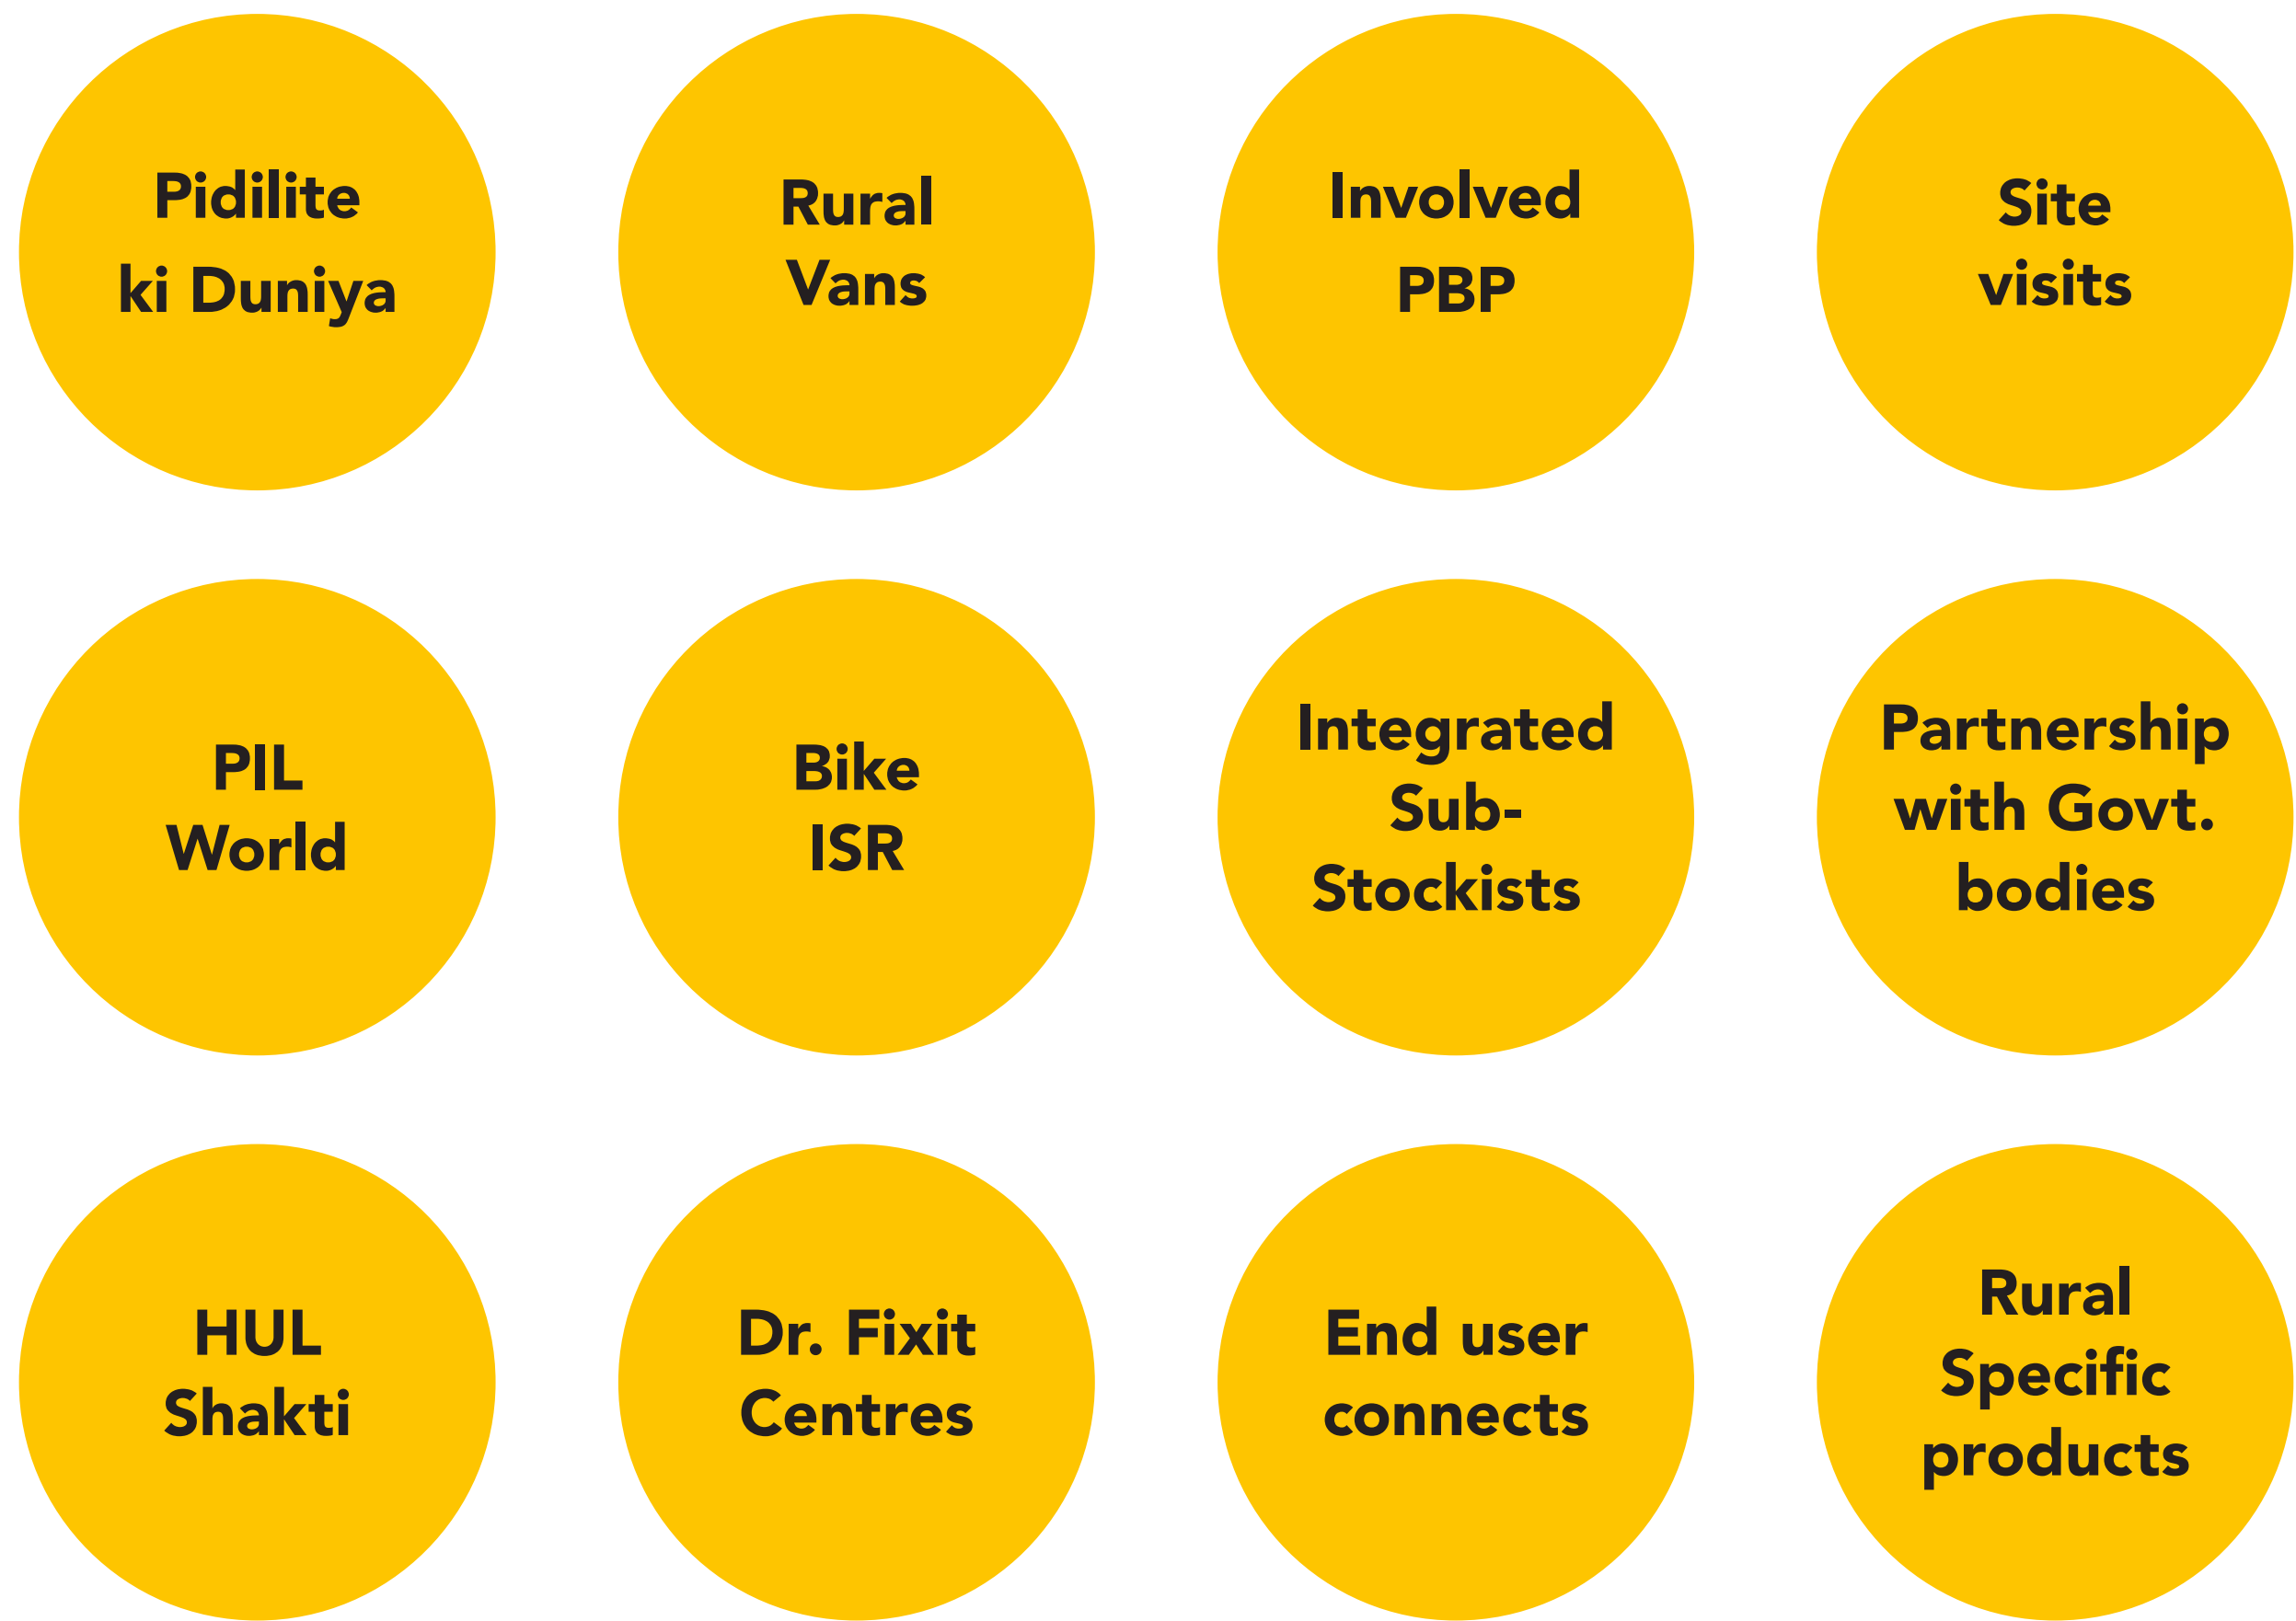 Pidilite
ki Duniya
Rural
Vans
Involved
PBP
Site
visits
PIL
World
Bike
ISR
Integrated
Sub-
Stockists
Partnership
with Govt.
bodies
HUL
Shakti
Dr. Fixit
Centres
End user
connects
Rural
Specific
products